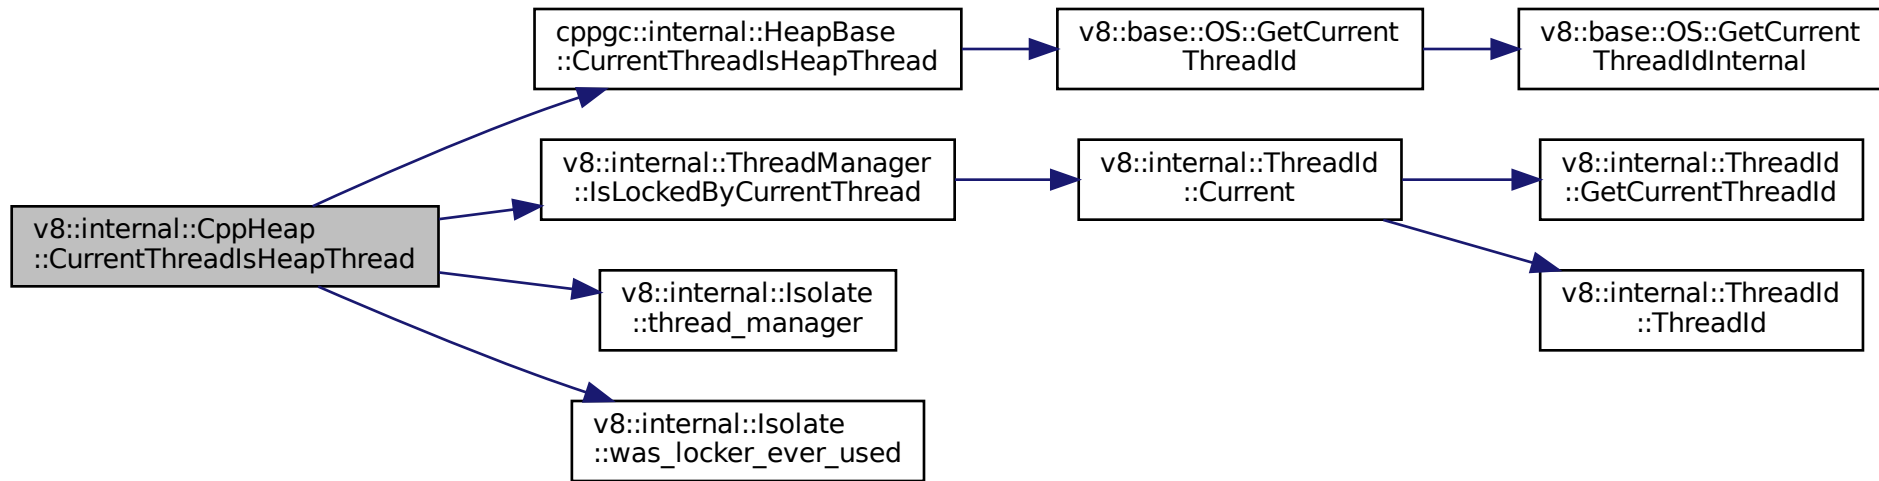 v8::internal::CppHeap
::CurrentThreadIsHeapThread
cppgc::internal::HeapBase
::CurrentThreadIsHeapThread
v8::base::OS::GetCurrent
ThreadId
v8::base::OS::GetCurrent
ThreadIdInternal
v8::internal::ThreadManager
::IsLockedByCurrentThread
v8::internal::ThreadId
::Current
v8::internal::ThreadId
::GetCurrentThreadId
v8::internal::ThreadId
::ThreadId
v8::internal::Isolate
::thread_manager
v8::internal::Isolate
::was_locker_ever_used